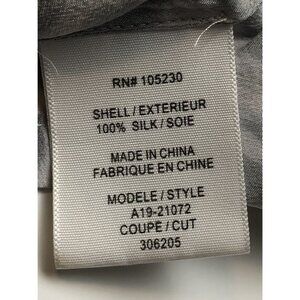 RN# 105230
SHELL / EXTERIEUR
100% SILK / SOIE
MADE IN CHINA
FABRIQUE EN CHINE
MODELE / STYLE
A19-21072
COUPE / CUT
306205